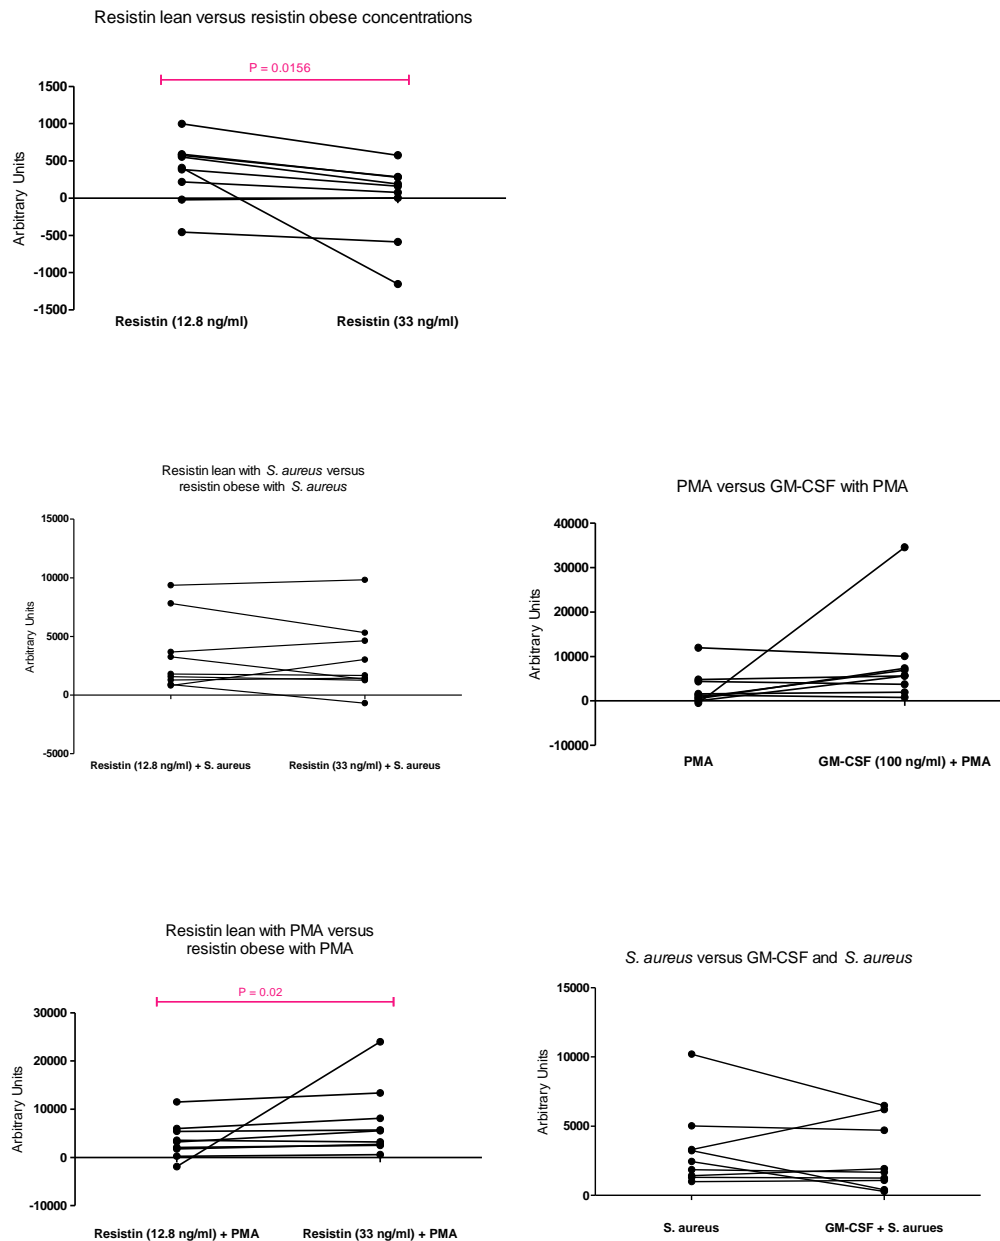 Resistin lean versus resistin obese concentrations
P = 0.0156
1500
1000
500
0
-500
-1000
-1500
Arbitrary Units
Resistin (12.8 ng/ml) Resistin (33 ng/ml)
Resistin lean with S. aureus versus
resistin obese with S. aureus
15000
10000
5000
0
-5000
Arbitrary Units
Resistin (12.8 ng/ml) + S. aureus Resistin (33 ng/ml) + S. aureus
PMA versus GM-CSF with PMA
40000
30000
20000
10000
0
-10000
Arbitrary Units
PMA GM-CSF (100 ng/ml) + PMA
Resistin lean with PMA versus
resistin obese with PMA
P = 0.02
30000
20000
10000
0
-10000
Arbitrary Units
Resistin (12.8 ng/ml) + PMA Resistin (33 ng/ml) + PMA
S. aureus versus GM-CSF and S. aureus
15000
10000
5000
0
Arbitrary Units
S. aureus GM-CSF + S. aurues